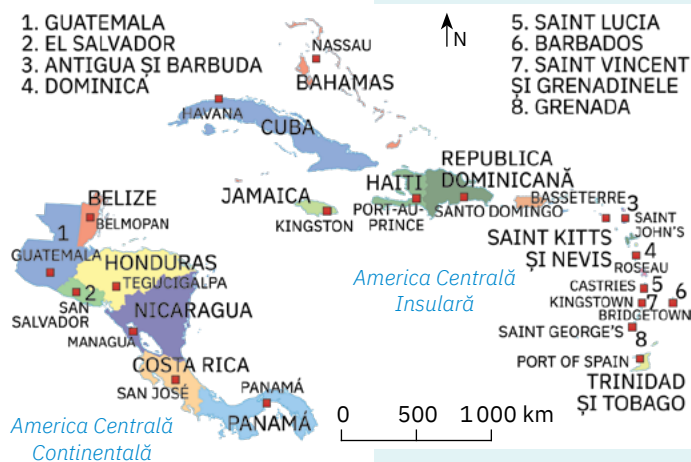 1. GUATEMALA
2. EL SALVADOR
3. ANTIGUA ȘI BARBUDA
4. DOMINICA
5. SAINT LUCIA
6. BARBADOS
7. SAINT VINCENT
ȘI GRENADINELE
8. GRENADA
N
NASSAU
BAHAMAS
HAVANA
CUBA
REPUBLICA
DOMINICANĂ
HAITI
JAMAICA
KINGSTON
PORT-AU-
PRINCE
SANTO DOMINGO
BASSETERRE
3
SAINT
JOHN'S
SAINT KITTS
ȘI NEVIS
4
ROSEAU
BELIZE
BELMOPAN
1
GUATEMALA
HONDURAS
TEGUCIGALPA
2
SAN
SALVADOR
NICARAGUA
MANAGUA
America Centrală
Insulară
CASTRIES
5
KINGSTOWN
7
6
BRIDGETOWN
SAINT GEORGE'S
8
PORT OF SPAIN
TRINIDAD
ȘI TOBAGO
COSTA RICA
SAN JOSÉ
PANAMÁ
PANAMÁ
America Centrală
Continentală
0 500 1 000 km